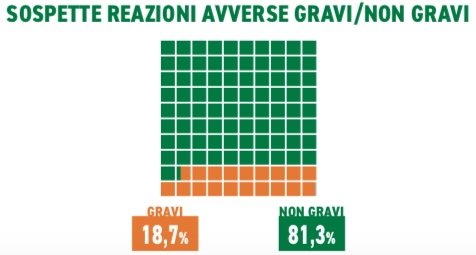 SOSPETTE REAZIONI AVVERSE GRAVI/NON GRAVI
GRAVI NON GRAVI
18,7% 81,3%